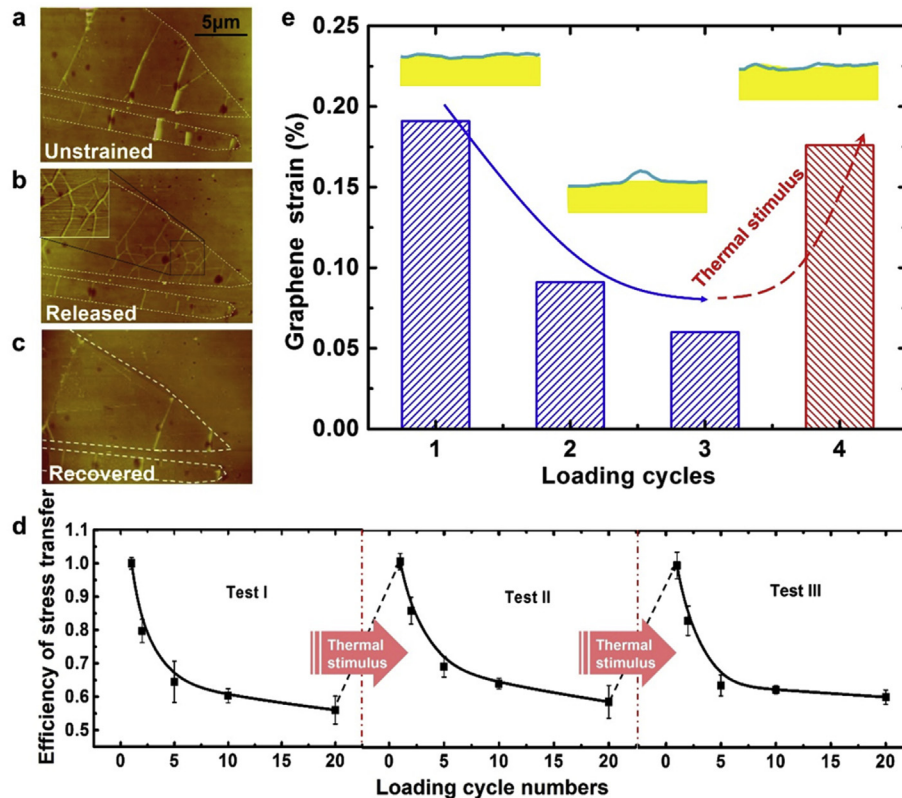 a
5μm
Unstrained
b
Released
c
Recovered
e
Graphene strain (%)
0.25
0.20
0.15
0.10
0.05
0.00
Thermal stimulus
1 2 3 4
Loading cycles
d
Efficiency of stress transfer
1.1
1.0
0.9
0.8
0.7
0.6
0.5
Test I
Test II
Test III
Thermal
stimulus
Thermal
stimulus
0 5 10 15 20 0 5 10 15 20 0 5 10 15 20
Loading cycle numbers